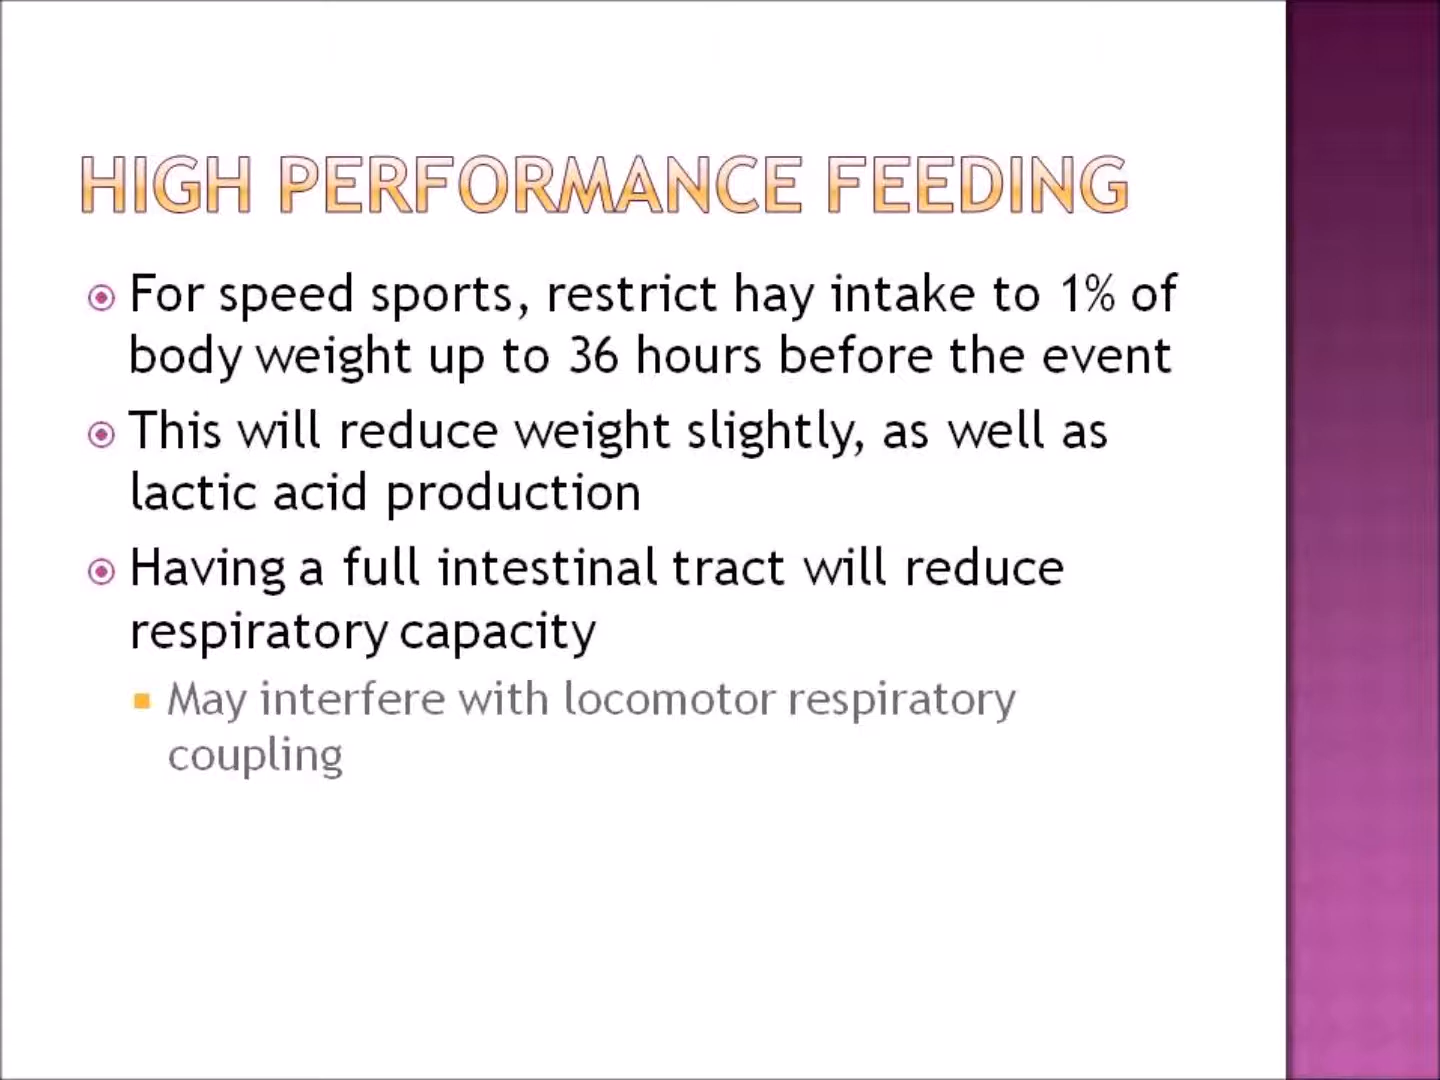 HIGH PERFORMANCE FEEDING
For speed sports, restrict hay intake to 1% of
body weight up to 36 hours before the event
This will reduce weight slightly, as well as
lactic acid production
Having a full intestinal tract will reduce
respiratory capacity
May interfere with locomotor respiratory
coupling